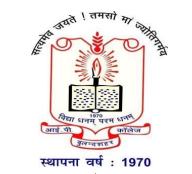 सत्यमेव जयते ! तमसो मां ज्योतिर्गमय
1970
विद्या धनम् परम धनम्
आई.पी. कॉलेज
बुलन्दशहर
स्थापना वर्ष : 1970